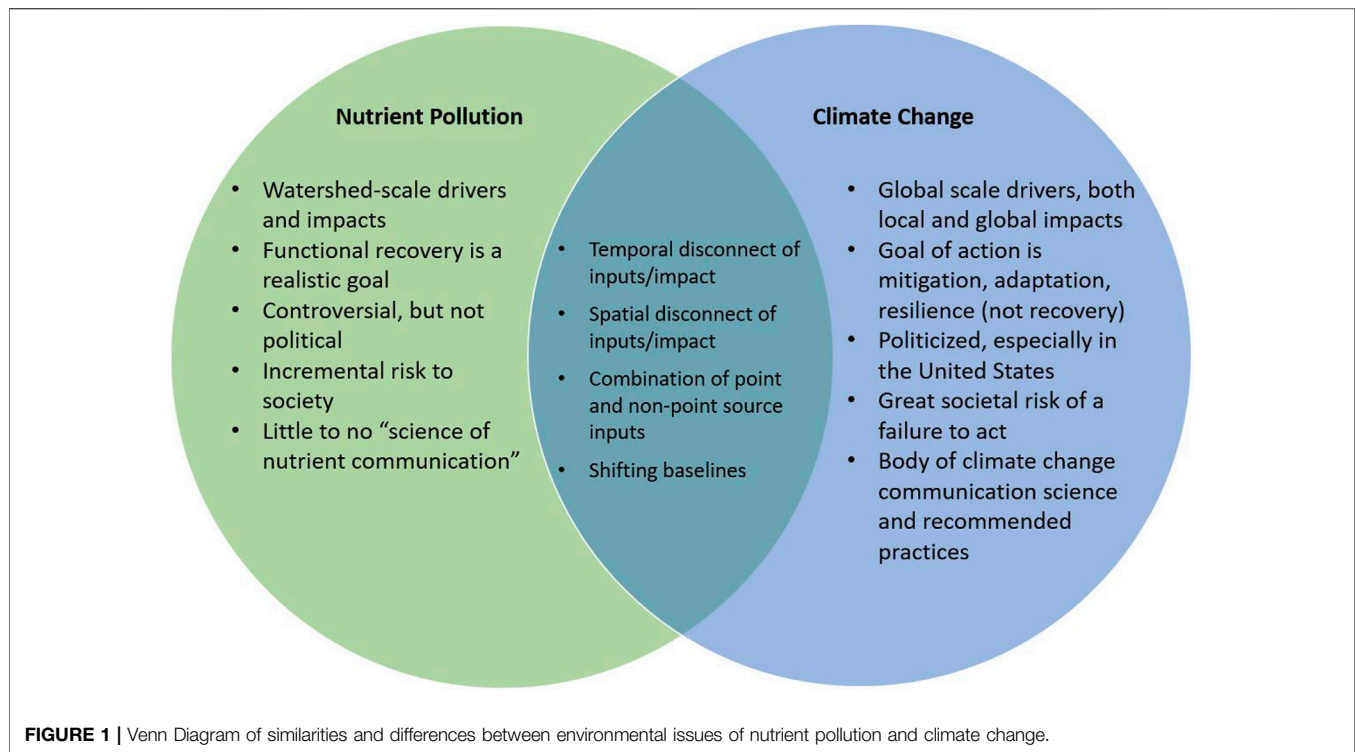 Nutrient Pollution
• Watershed-scale drivers
and impacts
• Functional recovery is a
realistic goal
• Controversial, but not
political
• Incremental risk to
society
• Little to no “science of
nutrient communication”
• Temporal disconnect of
inputs/impact
• Spatial disconnect of
inputs/impact
• Combination of point
and non-point source
inputs
• Shifting baselines
Climate Change
• Global scale drivers, both
local and global impacts
• Goal of action is
mitigation, adaptation,
resilience (not recovery)
• Politicized, especially in
the United States
• Great societal risk of a
failure to act
• Body of climate change
communication science
and recommended
practices
FIGURE 1 | Venn Diagram of similarities and differences between environmental issues of nutrient pollution and climate change.